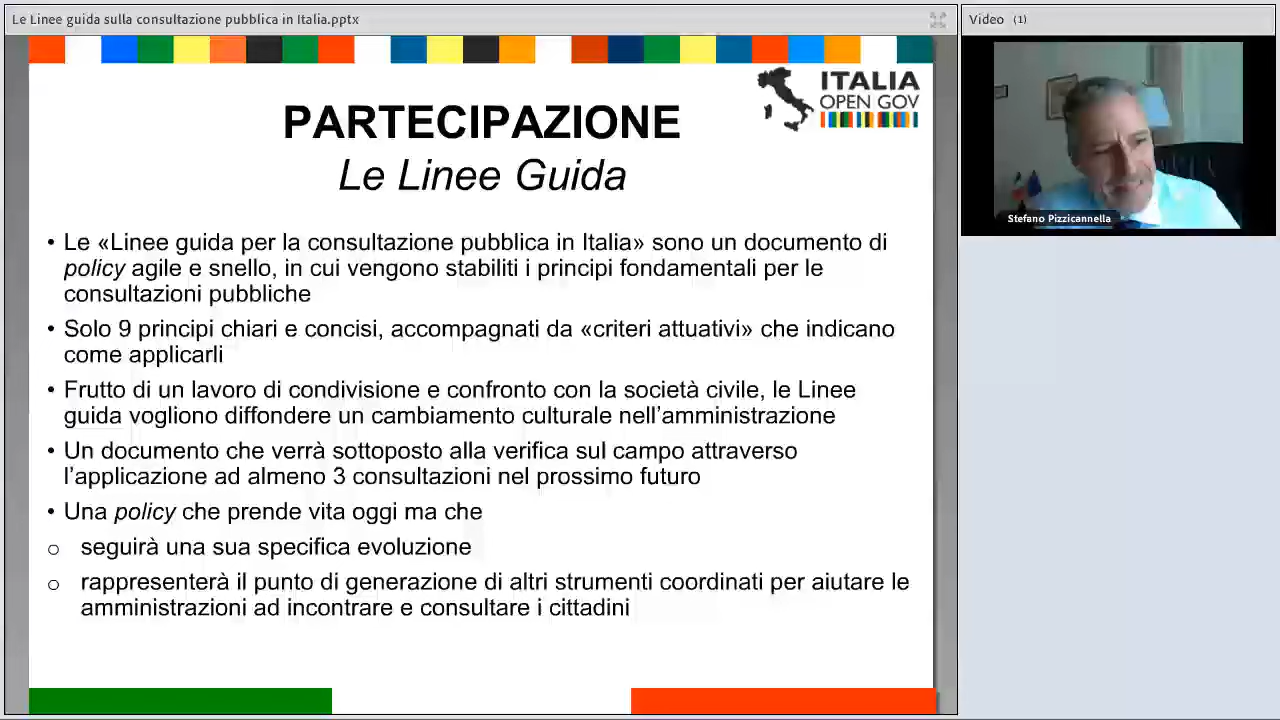 Le Linee guida sulla consultazione pubblica in Italia.pptx
Video (1)
ITALIA
OPEN GOV
PARTECIPAZIONE
Le Linee Guida
Stefano Pizzicannella
• Le «Linee guida per la consultazione pubblica in Italia» sono un documento di
policy agile e snello, in cui vengono stabiliti i principi fondamentali per le
consultazioni pubbliche
• Solo 9 principi chiari e concisi, accompagnati da «criteri attuativi» che indicano
come applicarli
• Frutto di un lavoro di condivisione e confronto con la società civile, le Linee
guida vogliono diffondere un cambiamento culturale nell’amministrazione
• Un documento che verrà sottoposto alla verifica sul campo attraverso
l’applicazione ad almeno 3 consultazioni nel prossimo futuro
• Una policy che prende vita oggi ma che
o seguirà una sua specifica evoluzione
o rappresenterà il punto di generazione di altri strumenti coordinati per aiutare le
amministrazioni ad incontrare e consultare i cittadini